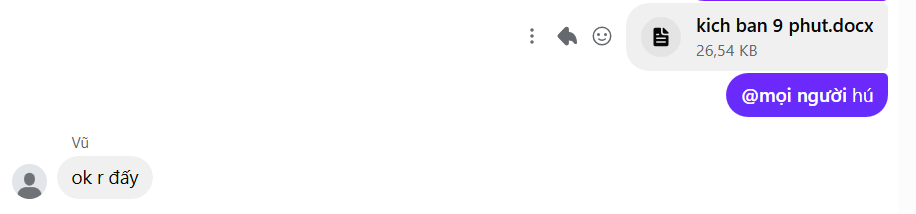 kich ban 9 phut.docx
26,54 KB
@mọi người hú
Vũ
ok r đấy